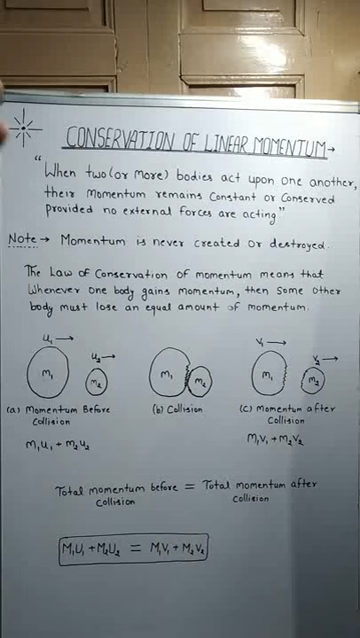 CONSERVATION OF LINEAR MOMENTUM →
"When two (or More) bodies act upon one another,
their Momentum remains Constant or Conserved
provided no external forces are acting"
Note → Momentum is never created or destroyed.
The Law of Conservation of momentum means that
Whenever one body gains momentum, then Some other
body must lose an equal amount of momentum.
U₁ → U₂ → V₁ → V₂ →
M₁ M₂ M₁ M₂ M₁ M₂
(a) Momentum Before (b) Collision (c) Momentum after
Collision Collision
M₁U₁ + M₂U₂ M₁V₁ + M₂V₂
Total momentum before = Total momentum after
Collision Collision
M₁U₁ + M₂U₂ = M₁V₁ + M₂V₂